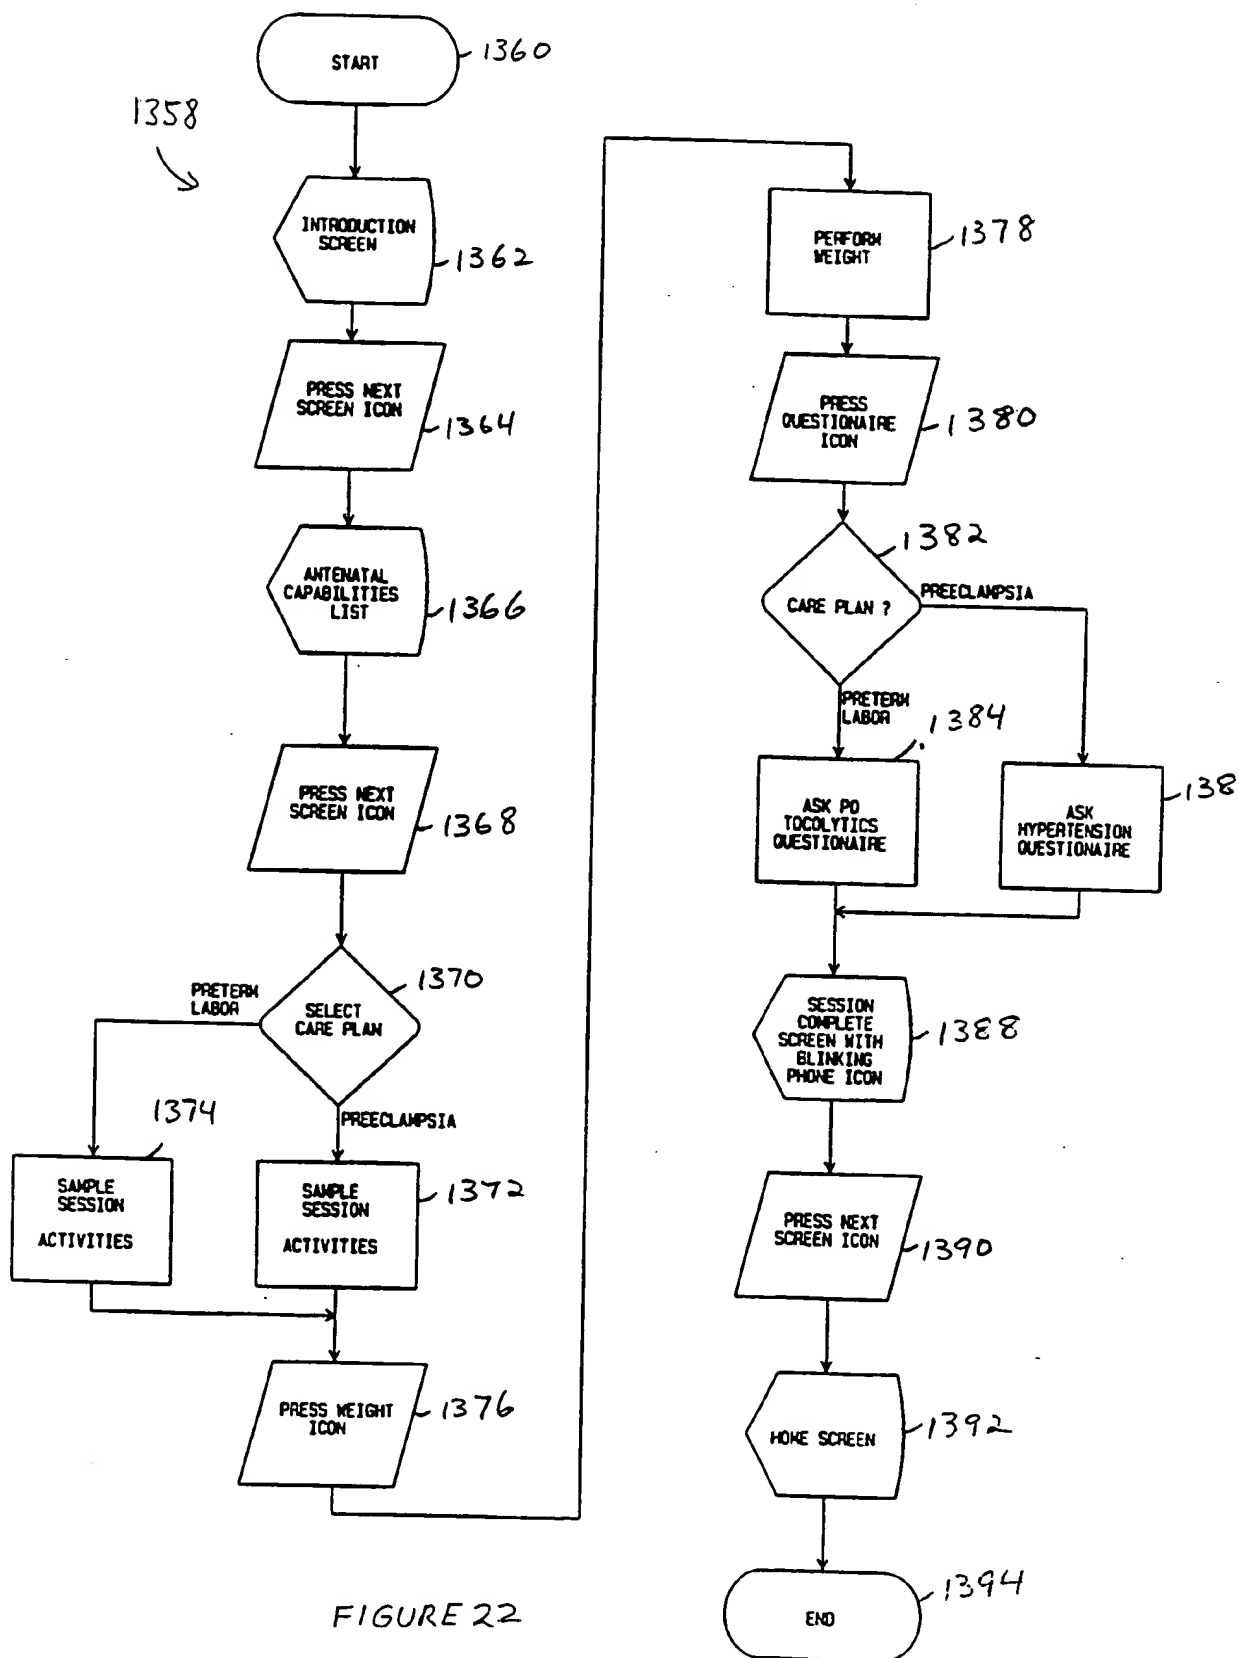 START
1360
1358
INTRODUCTION
SCREEN
1362
PRESS NEXT
SCREEN ICON
1364
ANTENATAL
CAPABILITIES
LIST
1366
PRESS NEXT
SCREEN ICON
1368
SELECT
CARE PLAN
1370
PRETERM
LABOR
PREECLAMPSIA
1374
SAMPLE
SESSION
ACTIVITIES
SAMPLE
SESSION
ACTIVITIES
1372
PRESS WEIGHT
ICON
1376
PERFORM
WEIGHT
1378
PRESS
QUESTIONAIRE
ICON
1380
1382
CARE PLAN ?
PREECLAMPSIA
PRETERM
LABOR
1384
ASK PO
TOCOLYTICS
QUESTIONAIRE
138
ASK
HYPERTENSION
QUESTIONAIRE
SESSION
COMPLETE
SCREEN WITH
BLINKING
PHONE ICON
1388
PRESS NEXT
SCREEN ICON
1390
HOME SCREEN
1392
END
1394
FIGURE 22